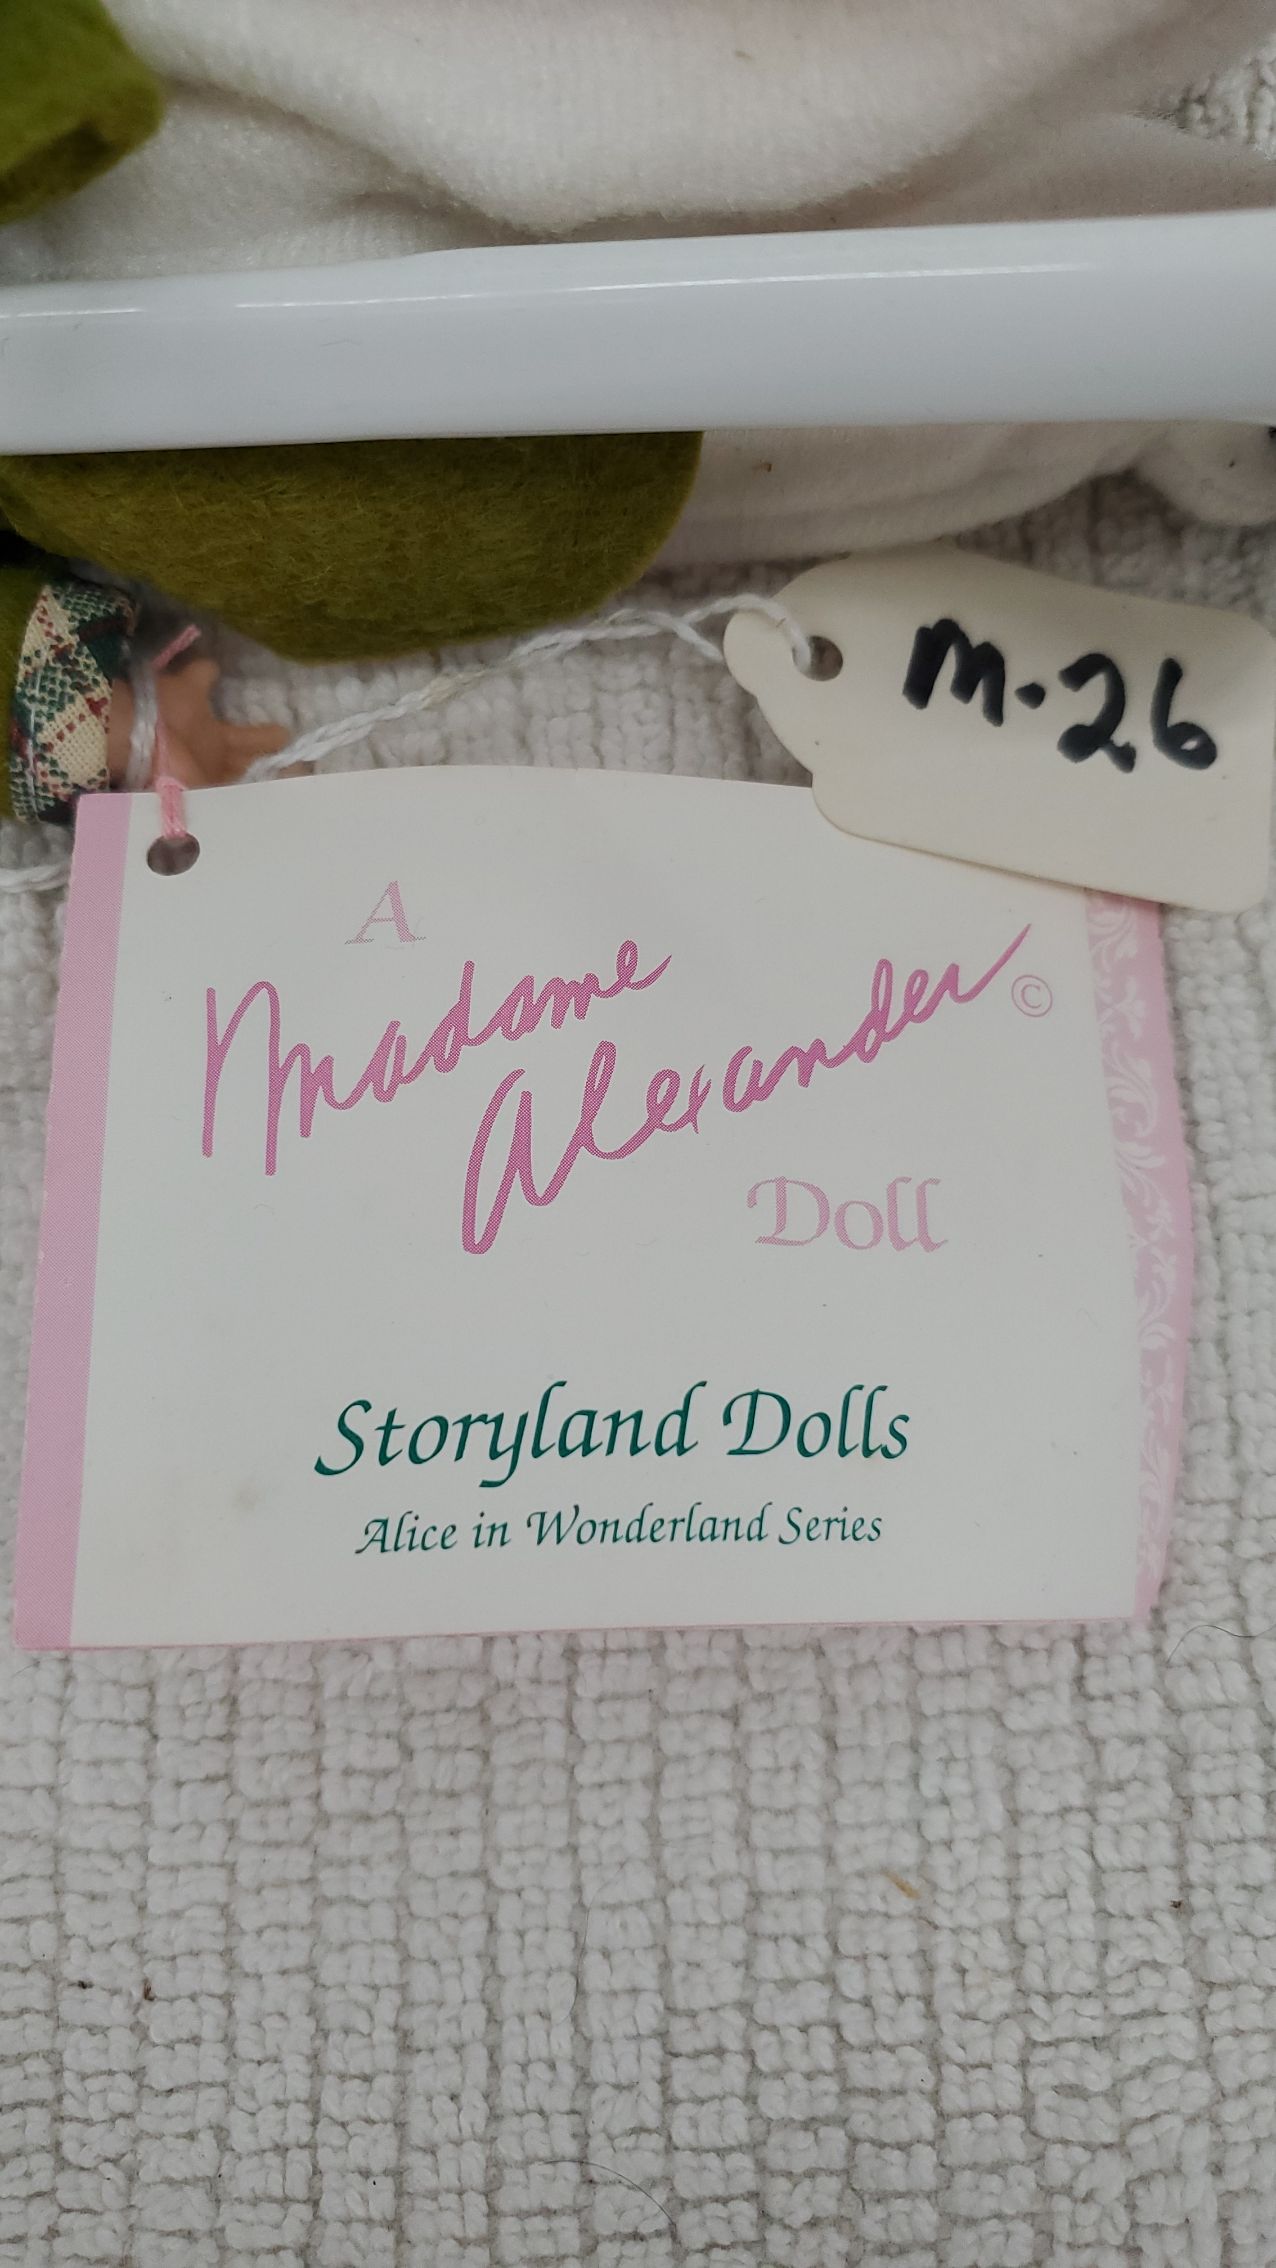 M-26
A
Madame
Alexander ©
Doll
Storyland Dolls
Alice in Wonderland Series